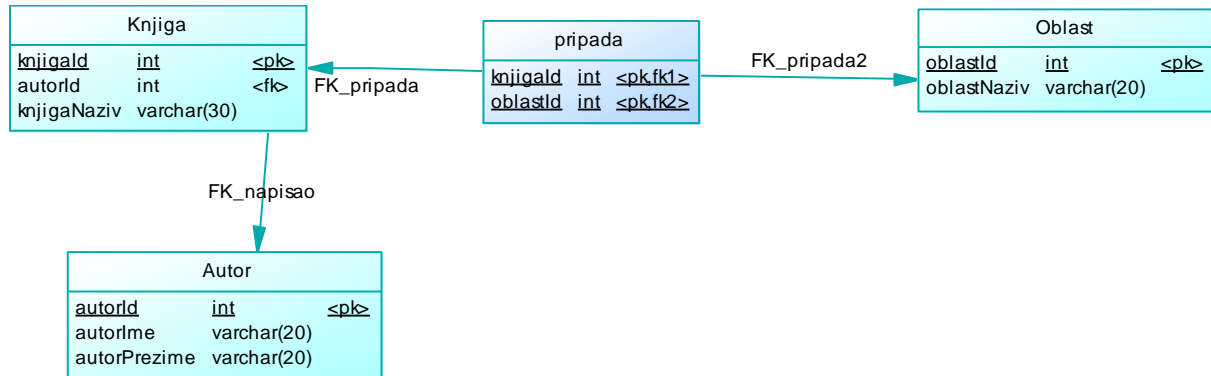 Knjiga
knjigaId int <pk>
autorId int <fk>
knjigaNaziv varchar(30)
FK_pripada
pripada
knjigaId int <pk,fk1>
oblastId int <pk,fk2>
FK_pripada2
Oblast
oblastId int <pk>
oblastNaziv varchar(20)
FK_napisao
Autor
autorId int <pk>
autorIme varchar(20)
autorPrezime varchar(20)